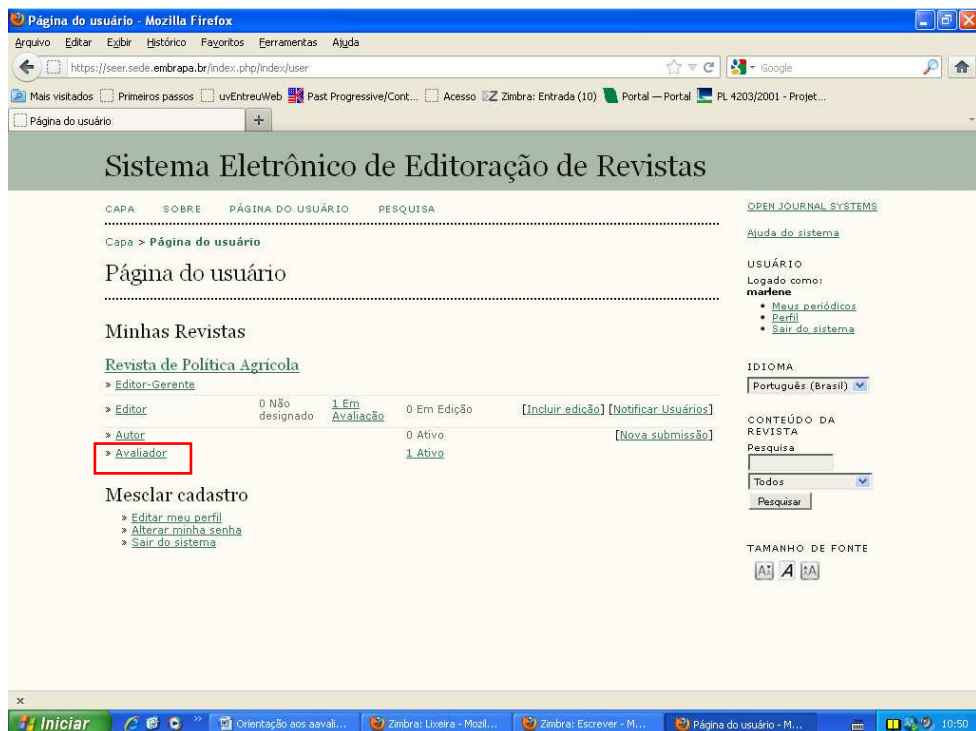 Página do usuário - Mozilla Firefox
Arquivo Editar Exibir Histórico Favoritos Ferramentas Ajuda
https://seer.sede.embrapa.br/index.php/index/user
Google
Mais visitados Primeiros passos uvEntreuWeb Past Progressive/Cont... Acesso Zimbra: Entrada (10) Portal — Portal PL 4203/2001 - Projet...
Página do usuário
Sistema Eletrônico de Editoração de Revistas
CAPA SOBRE PÁGINA DO USUÁRIO PESQUISA
Capa > Página do usuário
Página do usuário
Minhas Revistas
Revista de Política Agrícola
» Editor-Gerente
» Editor 0 Não designado 1 Em Avaliação 0 Em Edição [Incluir edição] [Notificar Usuários]
» Autor 0 Ativo [Nova submissão]
» Avaliador 1 Ativo
Mesclar cadastro
» Editar meu perfil
» Alterar minha senha
» Sair do sistema
OPEN JOURNAL SYSTEMS
Ajuda do sistema
USUÁRIO
Logado como:
marlene
• Meus periódicos
• Perfil
• Sair do sistema
IDIOMA
Português (Brasil)
CONTEÚDO DA
REVISTA
Pesquisa
Todos
Pesquisar
TAMANHO DE FONTE
A A A
x
Iniciar » Orientação aos aavali... Zimbra: Lixeira - Mozil... Zimbra: Escrever - M... Página do usuário - M... 10:50